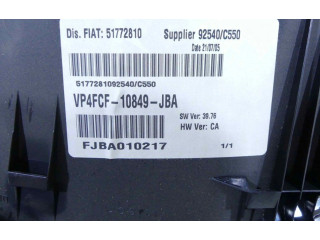 Dis. FIAT: 51772810 Supplier 92540/C550
Date 21/07/05
5177281092540/C550
VP4FCF-10849-JBA
SW Ver: 39.76
HW Ver: CA
FJBA010217 1/1